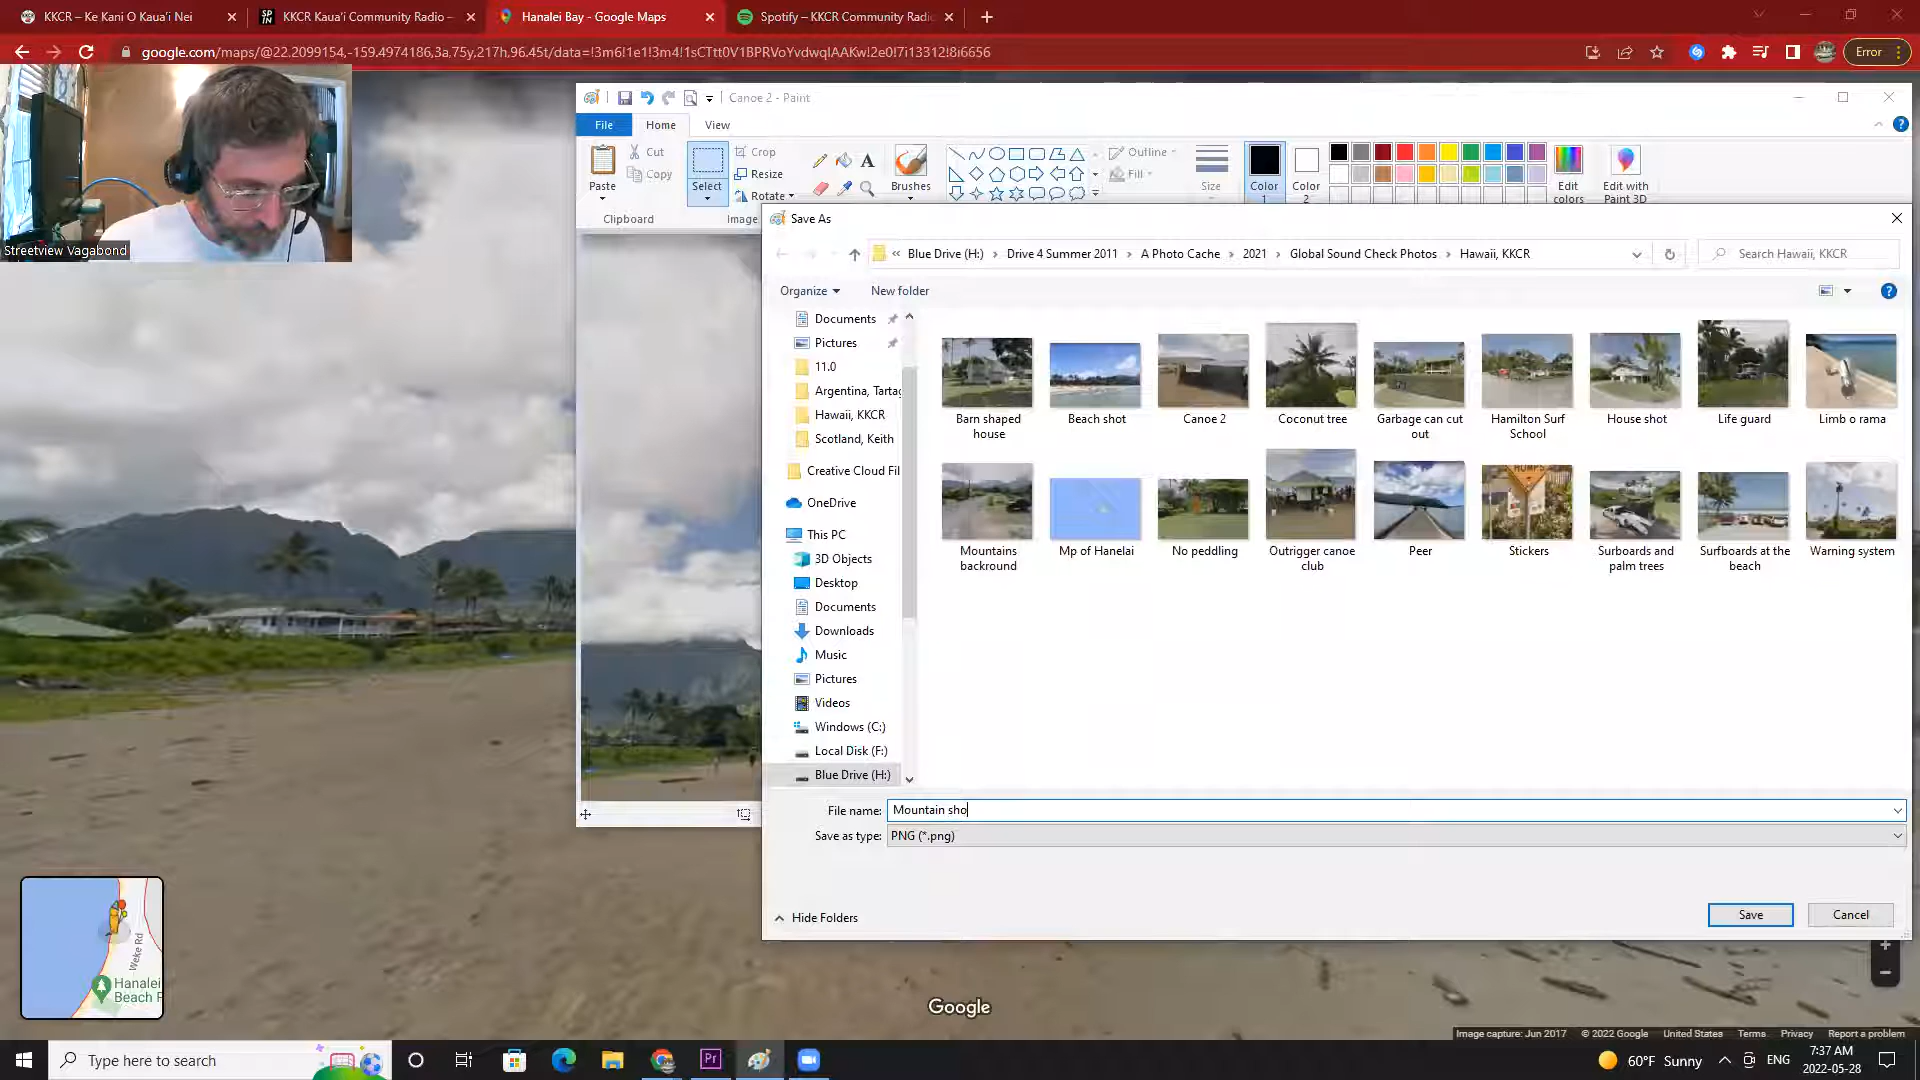 KKCR – Ke Kani O Kaua'i Nei
SP
IN
KKCR Kaua'i Community Radio –
Hanalei Bay - Google Maps
Spotify – KKCR Community Radio
google.com/maps/@22.2099154,-159.4974186,3a,75y,217h,96.45t/data=!3m6!1e1!3m4!1sCTtt0V1BPRVoYvdwqIAAKw!2e0!7i13312!8i6656
Error
Streetview Vagabond
Canoe 2 - Paint
File
Home
View
Paste
Cut
Copy
Clipboard
Select
Crop
Resize
Rotate
Image
Brushes
Outline
Fill
Size
Color
1
Color
2
Edit
colors
Edit with
Paint 3D
Save As
« Blue Drive (H:) › Drive 4 Summer 2011 › A Photo Cache › 2021 › Global Sound Check Photos › Hawaii, KKCR
Search Hawaii, KKCR
Organize
New folder
Documents
Pictures
11.0
Argentina, Tartag
Hawaii, KKCR
Scotland, Keith
Creative Cloud Fil
OneDrive
This PC
3D Objects
Desktop
Documents
Downloads
Music
Pictures
Videos
Windows (C:)
Local Disk (F:)
Blue Drive (H:)
Barn shaped
house
Beach shot
Canoe 2
Coconut tree
Garbage can cut
out
Hamilton Surf
School
House shot
Life guard
Limb o rama
HUMPS
Mountains
backround
Mp of Hanelai
No peddling
Outrigger canoe
club
Peer
Stickers
Surboards and
palm trees
Surfboards at the
beach
Warning system
File name: Mountain sho
Save as type: PNG (*.png)
Hide Folders
Save
Cancel
Weke Rd
Hanalei
Beach P
Google
Image capture: Jun 2017 © 2022 Google United States Terms Privacy Report a problem
Type here to search
Pr
60°F Sunny
ENG
7:37 AM
2022-05-28